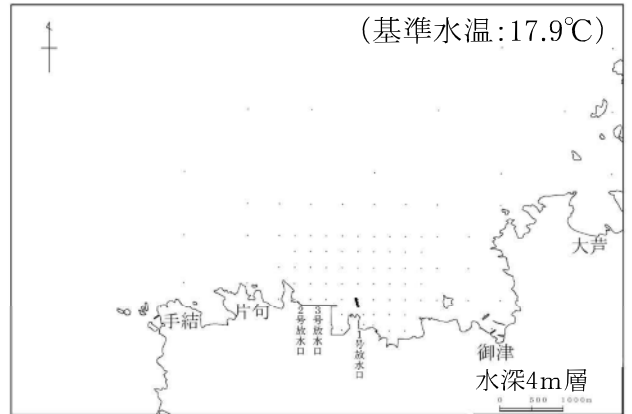 (基準水温:17.9℃)
大芦
手結
片句
2号放水口
3号放水口
1号放水口
御津
水深4m層
0 500 1000m